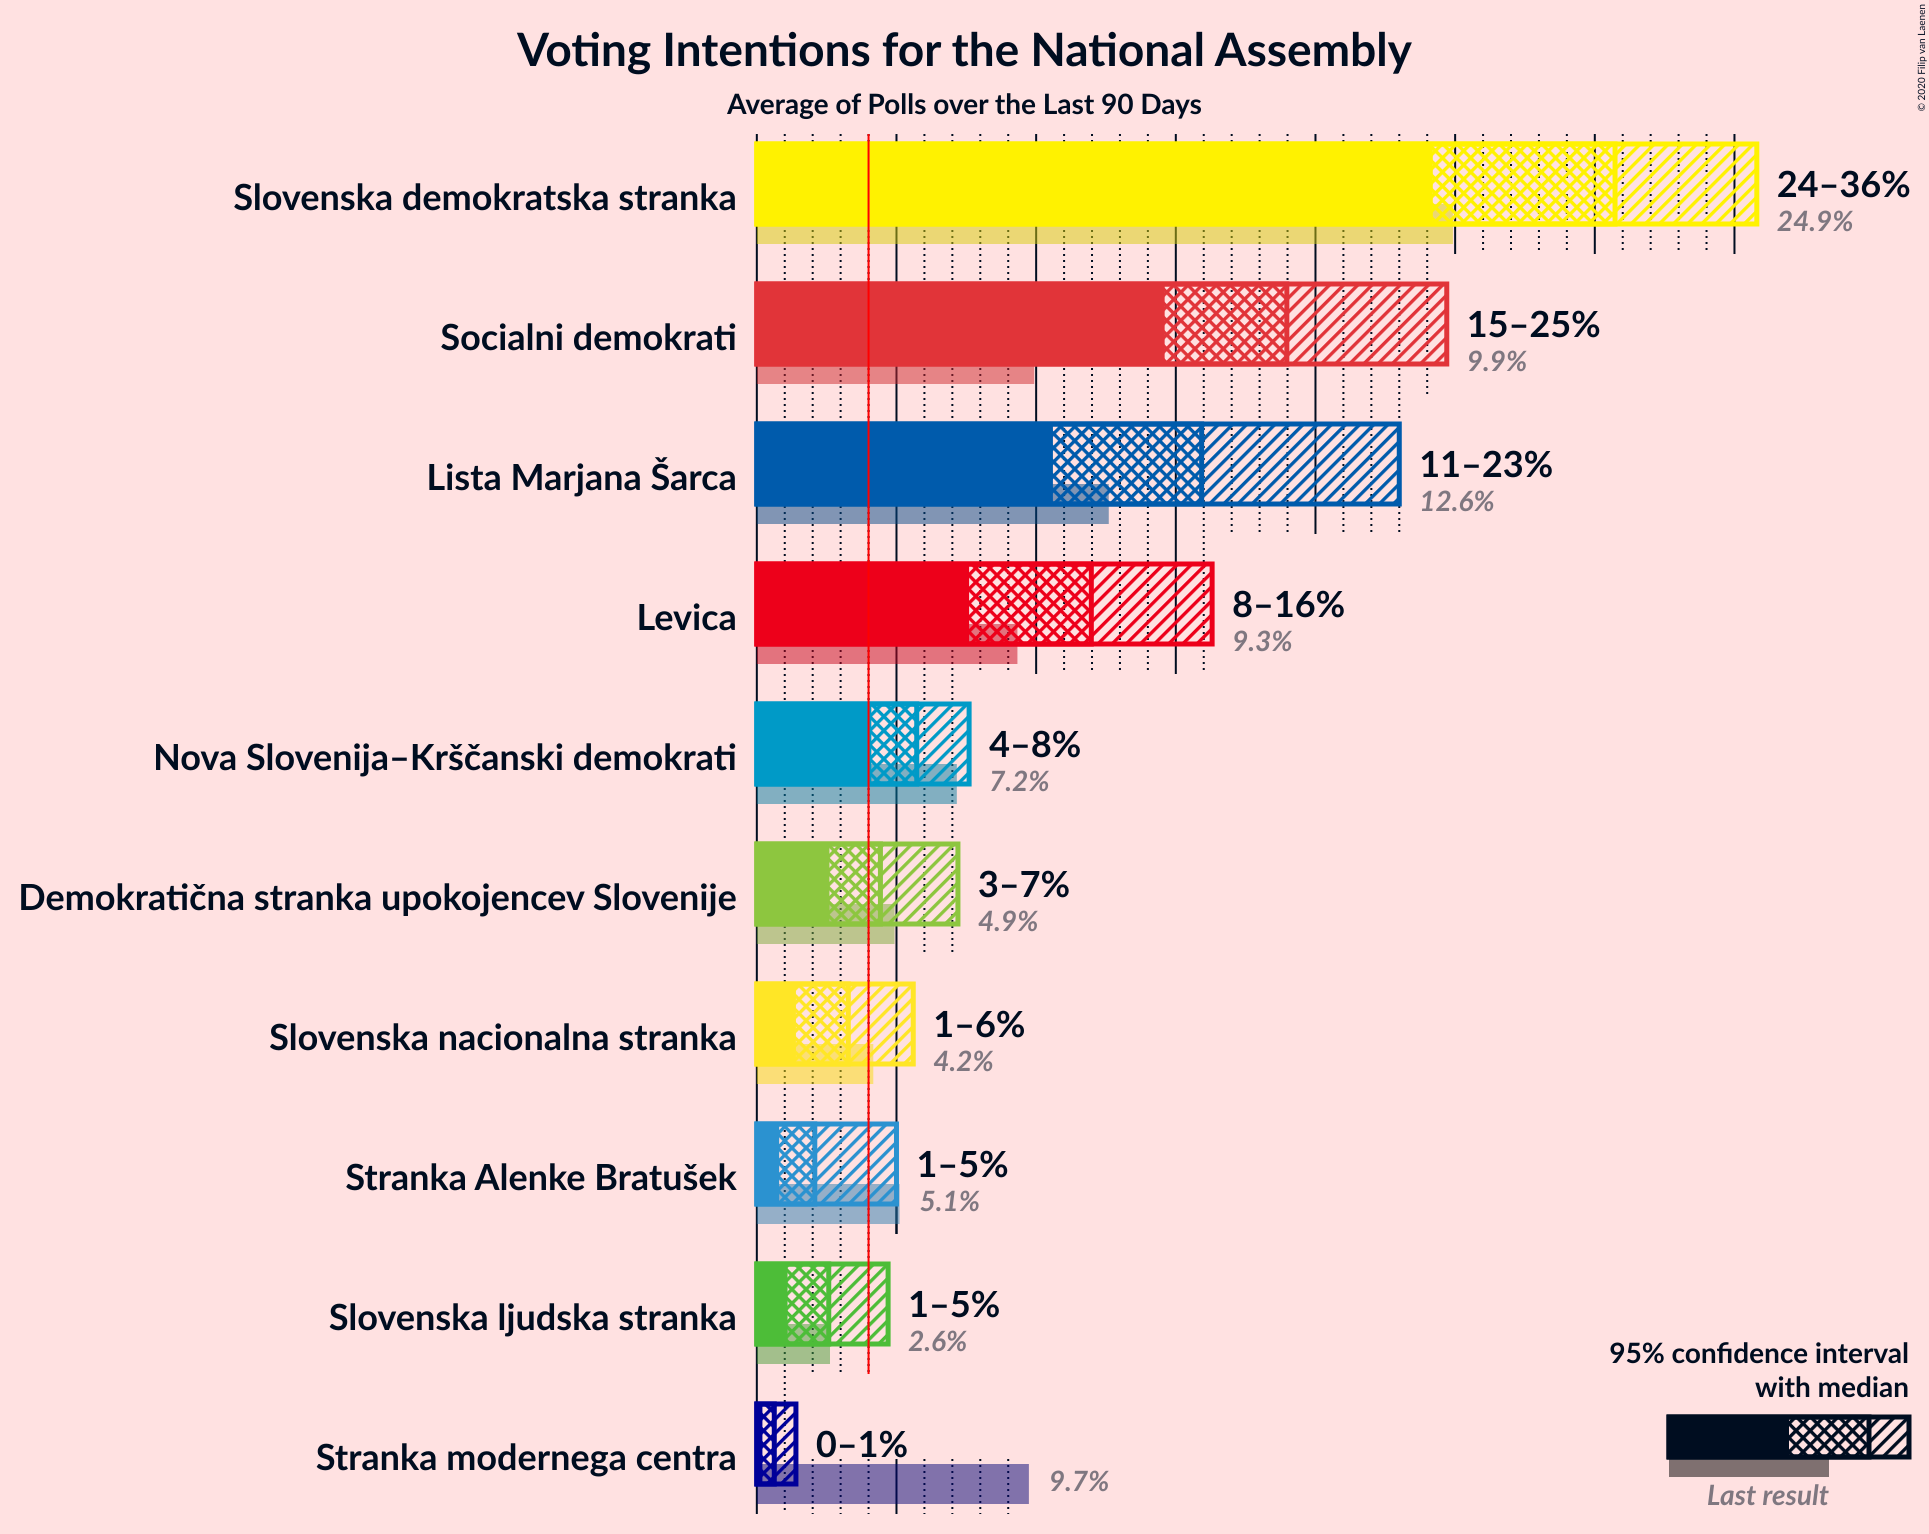 Voting Intentions for the National Assembly
Average of Polls over the Last 90 Days
© 2020 Filip van Laenen
Slovenska demokratska stranka
24–36%
24.9%
Socialni demokrati
15–25%
9.9%
Lista Marjana Šarca
11–23%
12.6%
Levica
8–16%
9.3%
Nova Slovenija–Krščanski demokrati
4–8%
7.2%
Demokratična stranka upokojencev Slovenije
3–7%
4.9%
Slovenska nacionalna stranka
1–6%
4.2%
Stranka Alenke Bratušek
1–5%
5.1%
Slovenska ljudska stranka
1–5%
2.6%
Stranka modernega centra
0–1%
9.7%
95% confidence interval
with median
Last result